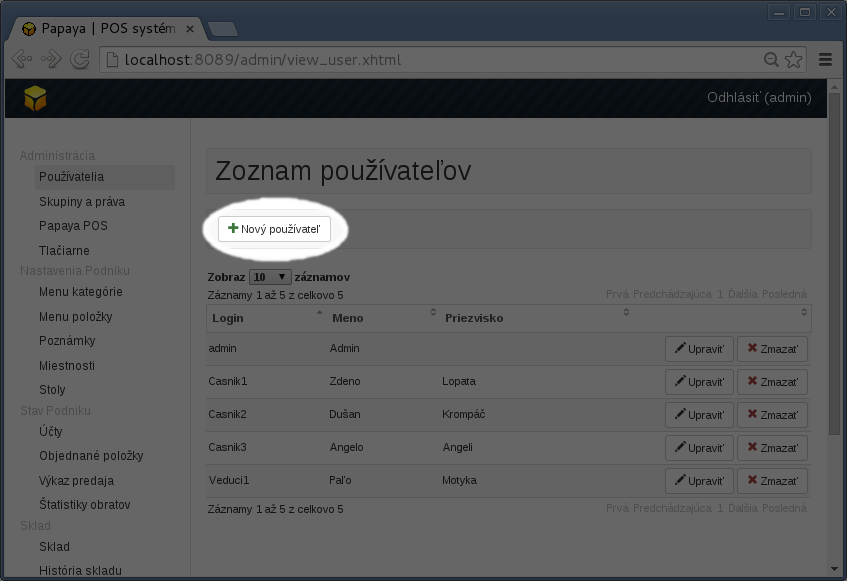 Papaya | POS systém
localhost:8089/admin/view_user.xhtml
Odhlásiť (admin)
Administrácia
Používatelia
Skupiny a práva
Papaya POS
Tlačiarne
Nastavenia Podniku
Menu kategórie
Menu položky
Poznámky
Miestnosti
Stoly
Stav Podniku
Účty
Objednané položky
Výkaz predaja
Štatistiky obratov
Sklad
Sklad
História skladu
Zoznam používateľov
Nový používateľ
Zobraz 10 záznamov
Záznamy 1 až 5 z celkovo 5
Prvá Predchádzajúca 1 Ďalšia Posledná
Login Meno Priezvisko
admin Admin Upraviť Zmazať
Casnik1 Zdeno Lopata Upraviť Zmazať
Casnik2 Dušan Krompáč Upraviť Zmazať
Casnik3 Angelo Angeli Upraviť Zmazať
Veduci1 Paľo Motyka Upraviť Zmazať
Záznamy 1 až 5 z celkovo 5
Prvá Predchádzajúca 1 Ďalšia Posledná